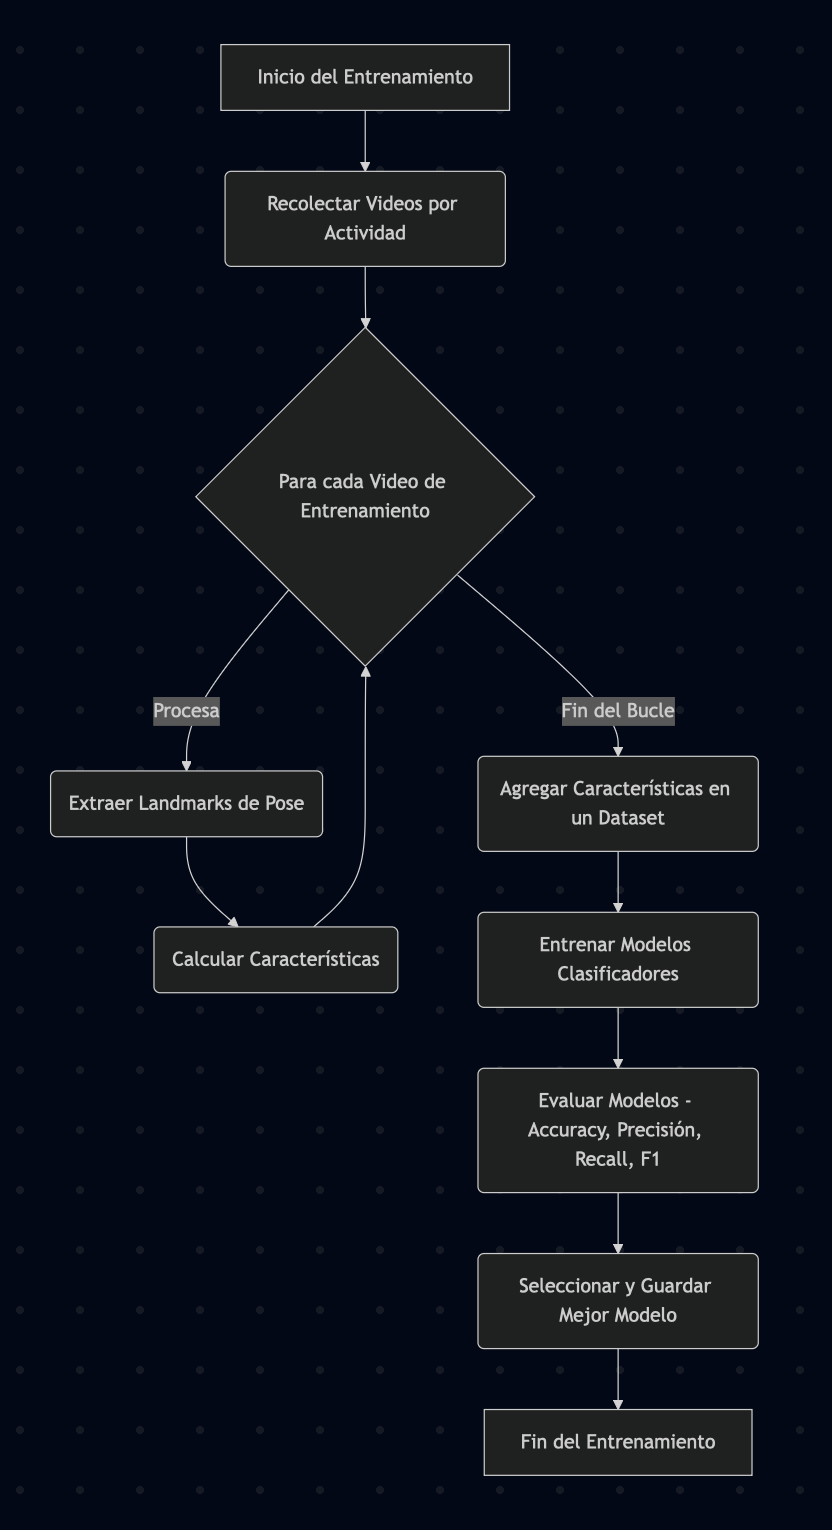 Inicio del Entrenamiento
Recolectar Videos por
Actividad
Para cada Video de
Entrenamiento
Procesa
Fin del Bucle
Extraer Landmarks de Pose
Agregar Características en
un Dataset
Calcular Características
Entrenar Modelos
Clasificadores
Evaluar Modelos -
Accuracy, Precisión,
Recall, F1
Seleccionar y Guardar
Mejor Modelo
Fin del Entrenamiento